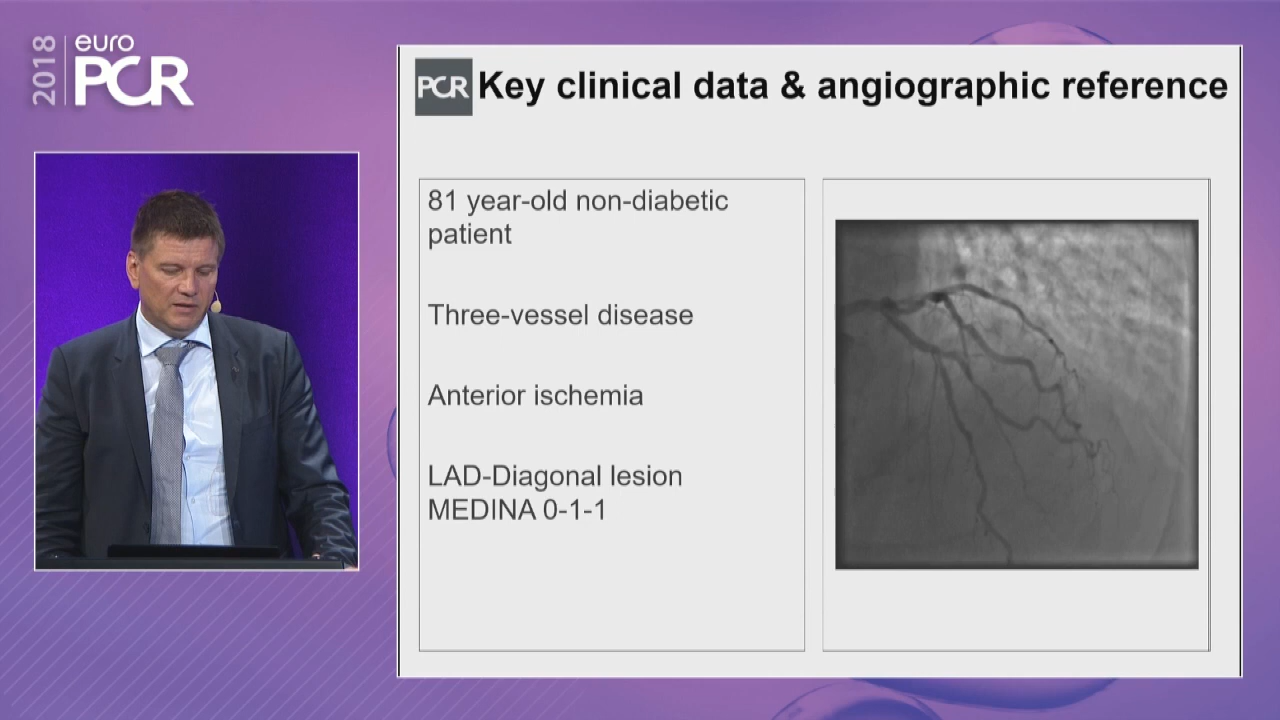 2018
euro
PCR
PCR
Key clinical data & angiographic reference
81 year-old non-diabetic
patient
Three-vessel disease
Anterior ischemia
LAD-Diagonal lesion
MEDINA 0-1-1